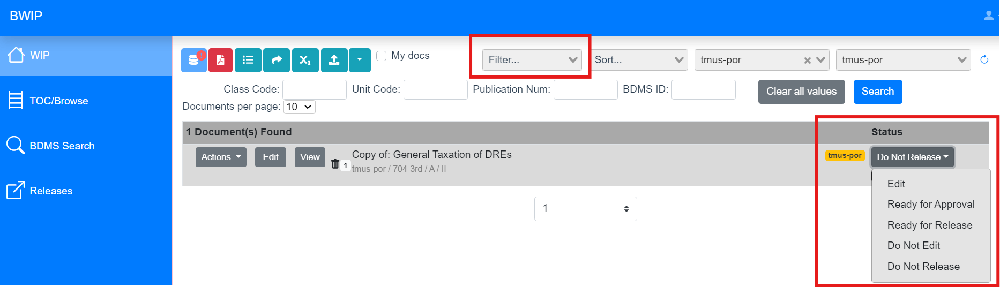 BWIP
WIP
TOC/Browse
BDMS Search
Releases
My docs
Filter...
Sort...
tmus-por
tmus-por
Class Code:
Unit Code:
Publication Num:
BDMS ID:
Clear all values
Search
Documents per page: 10
1 Document(s) Found
Status
Actions
Edit
View
1
Copy of: General Taxation of DREs
tmus-por / 704-3rd / A / II
tmus-por
Do Not Release
Edit
Ready for Approval
Ready for Release
Do Not Edit
Do Not Release
1